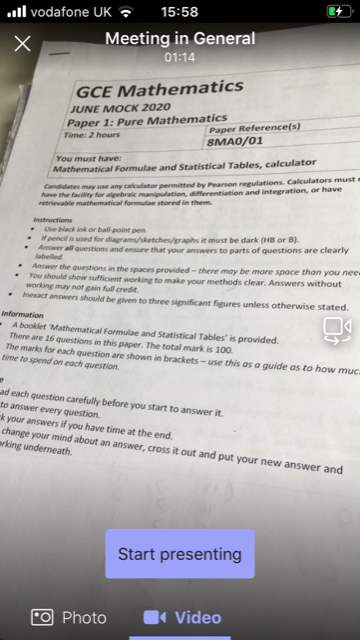 vodafone UK 15:58
Meeting in General
01:14
GCE Mathematics
JUNE MOCK 2020
Paper 1: Pure Mathematics
Time: 2 hours
Paper Reference(s)
8MA0/01
You must have:
Mathematical Formulae and Statistical Tables, calculator
Candidates may use any calculator permitted by Pearson regulations. Calculators must
have the facility for algebraic manipulation, differentiation and integration, or have
retrievable mathematical formulae stored in them.
Instructions
• Use black ink or ball-point pen.
• If pencil is used for diagrams/sketches/graphs it must be dark (HB or B).
• Answer all questions and ensure that your answers to parts of questions are clearly
labelled.
• Answer the questions in the spaces provided – there may be more space than you nee
• You should show sufficient working to make your methods clear. Answers without
working may not gain full credit.
• Inexact answers should be given to three significant figures unless otherwise stated.
Information
A booklet 'Mathematical Formulae and Statistical Tables' is provided.
There are 16 questions in this paper. The total mark is 100.
The marks for each question are shown in brackets – use this as a guide as to how muc
time to spend on each question.
e
ad each question carefully before you start to answer it.
to answer every question.
k your answers if you have time at the end.
change your mind about an answer, cross it out and put your new answer and
rking underneath.
Start presenting
Photo
Video